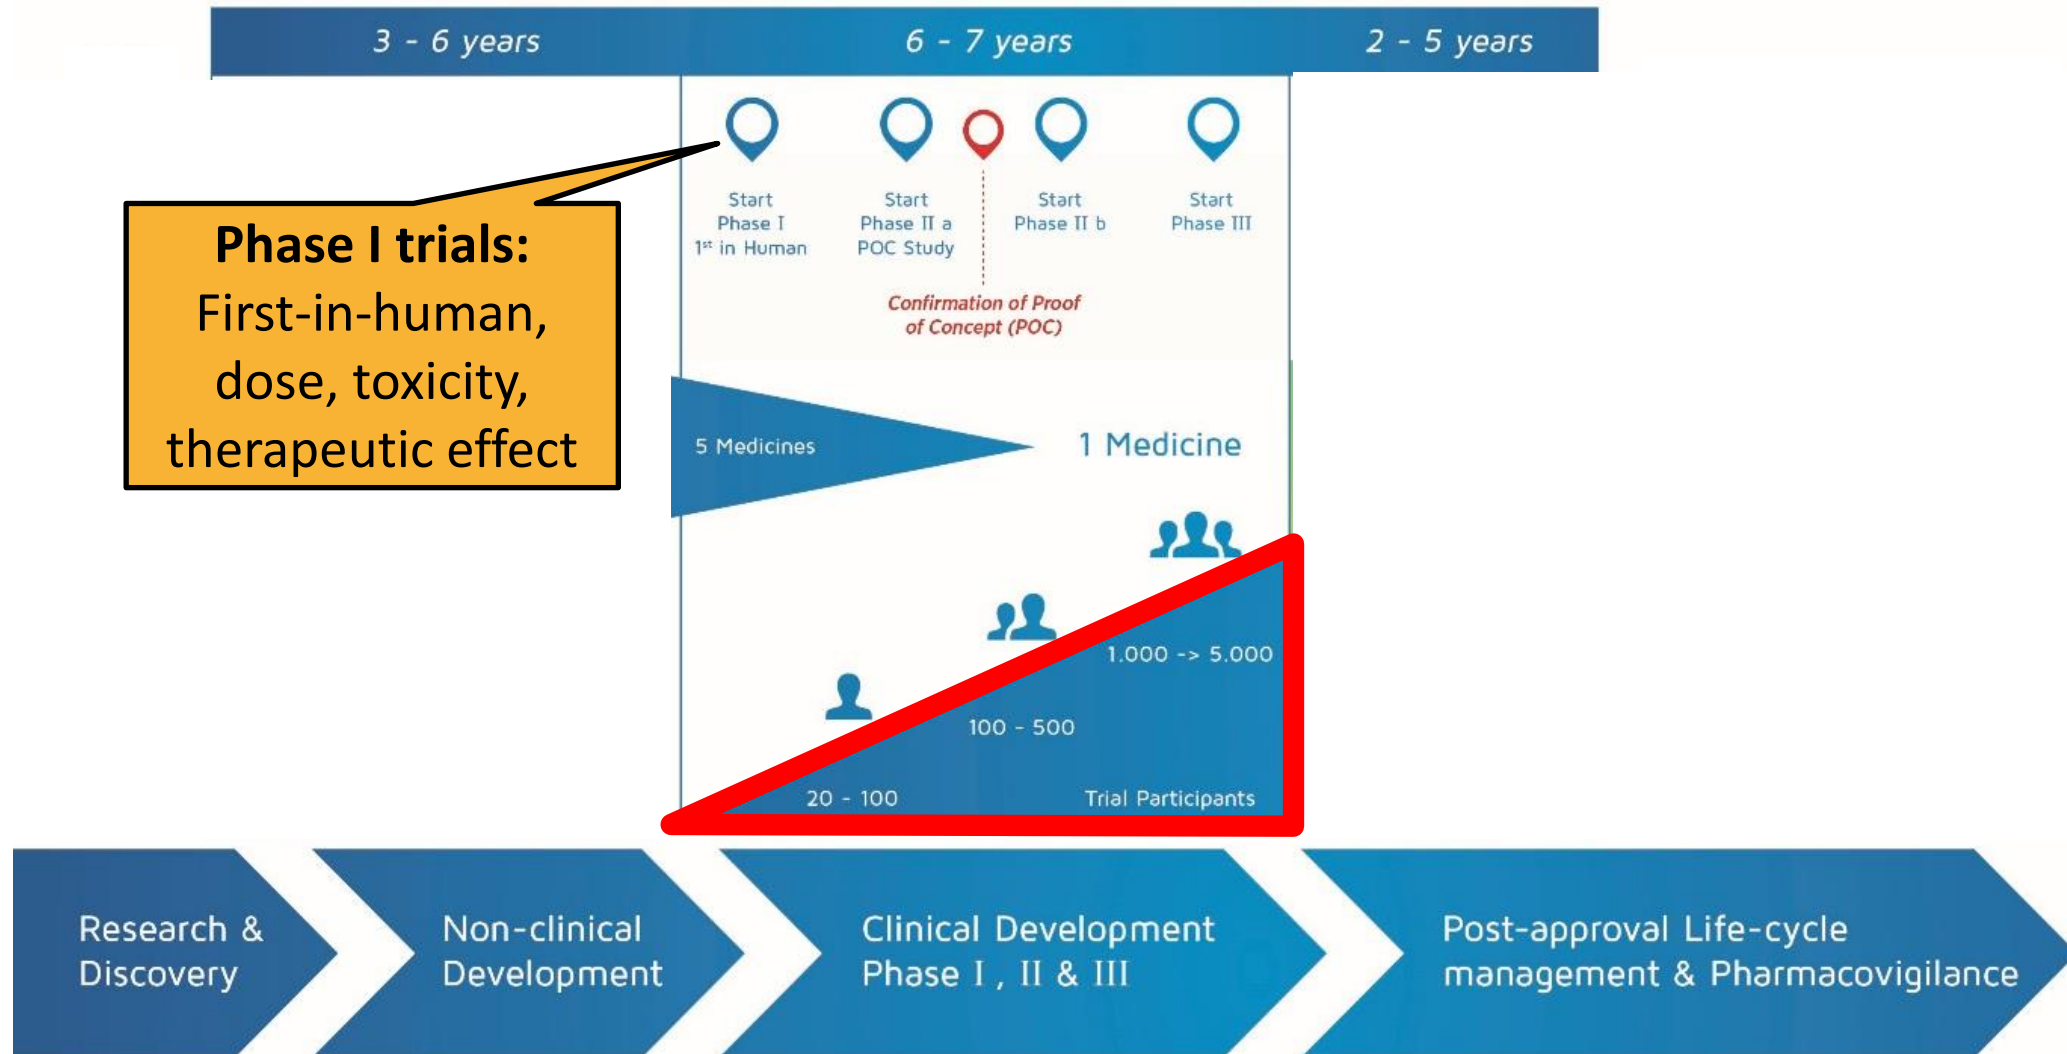 3 - 6 years
6 - 7 years
2 - 5 years
Phase I trials:
First-in-human,
dose, toxicity,
therapeutic effect
Start
Phase I
1st in Human
Start
Phase II a
POC Study
Start
Phase II b
Start
Phase III
Confirmation of Proof
of Concept (POC)
5 Medicines
1 Medicine
1.000 -> 5.000
100 - 500
20 - 100
Trial Participants
Research &
Discovery
Non-clinical
Development
Clinical Development
Phase I , II & III
Post-approval Life-cycle
management & Pharmacovigilance